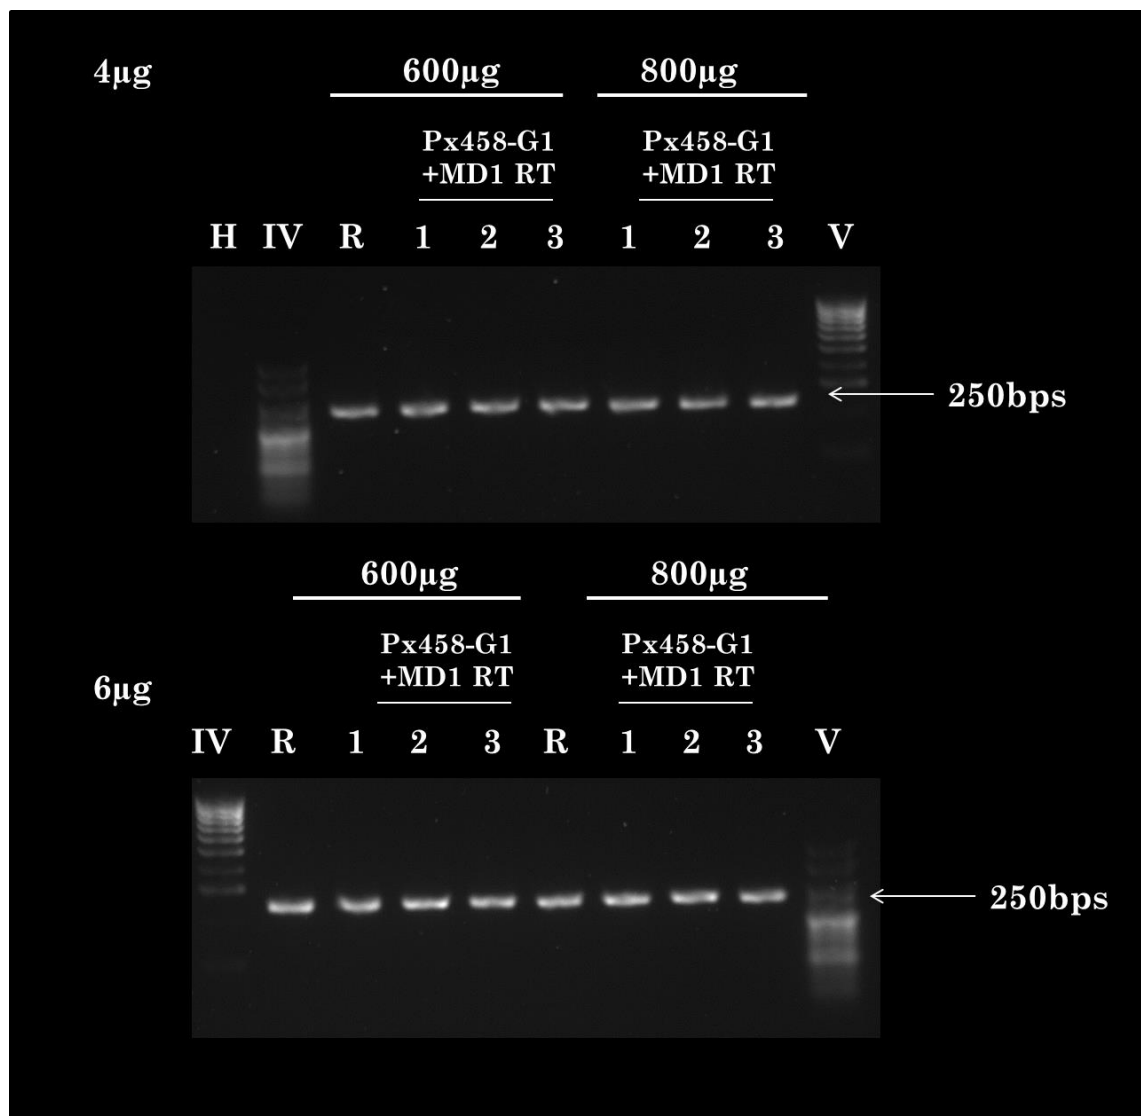 4µg
600µg 800µg
Px458-G1 Px458-G1
+MD1 RT +MD1 RT
H IV R 1 2 3 1 2 3 V
250bps
600µg 800µg
Px458-G1 Px458-G1
+MD1 RT +MD1 RT
6µg
IV R 1 2 3 R 1 2 3 V
250bps